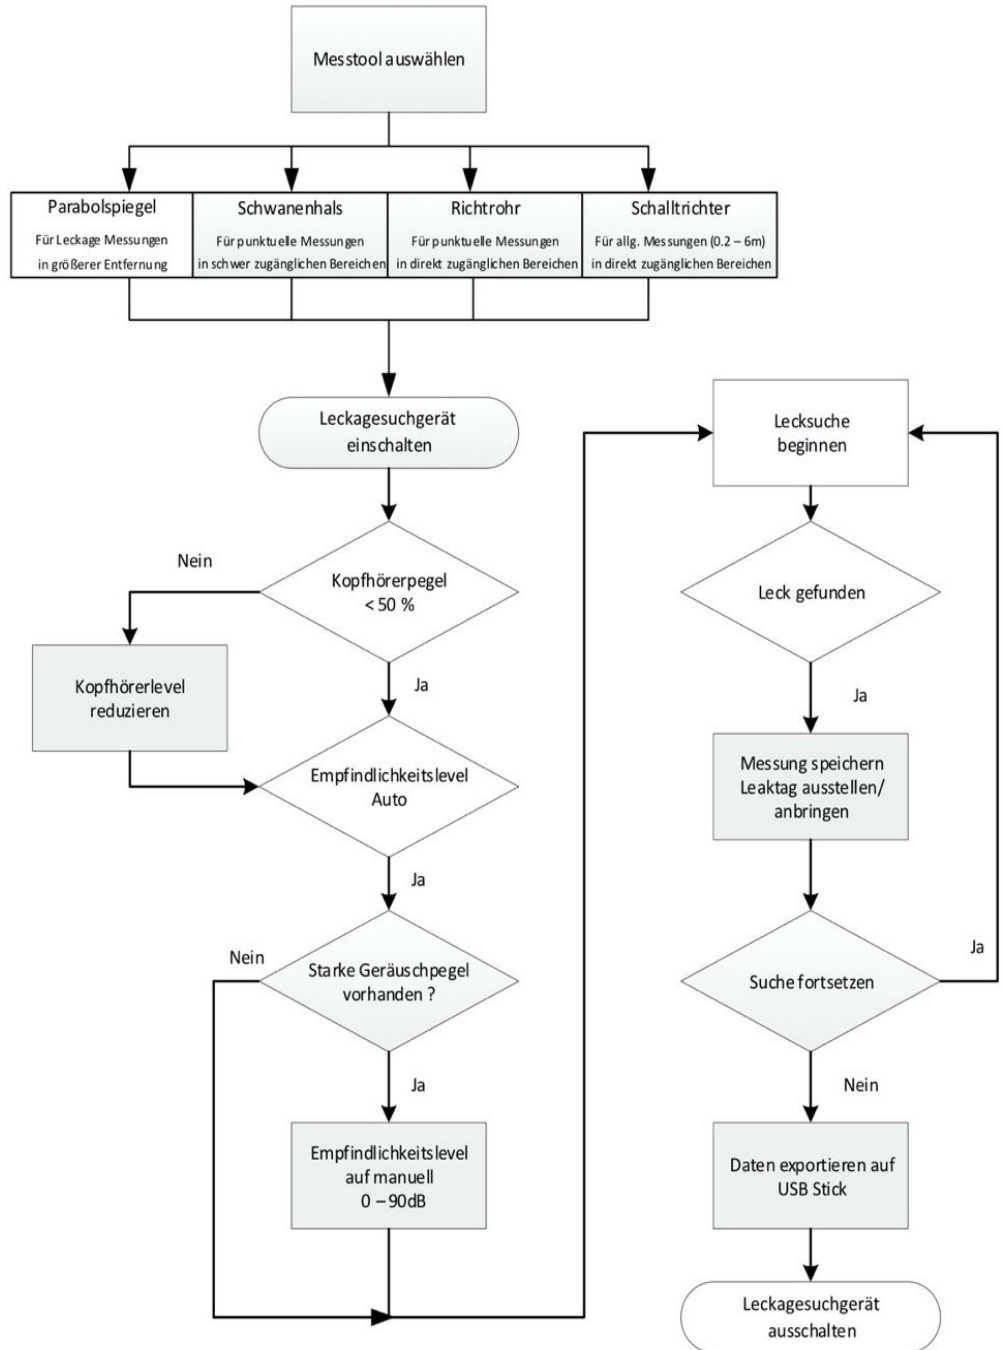 Messtool auswählen
Parabolspiegel
Für Leckage Messungen
in größerer Entfernung
Schwanenhals
Für punktuelle Messungen
in schwer zugänglichen Bereichen
Richtrohr
Für punktuelle Messungen
in direkt zugänglichen Bereichen
Schalltrichter
Für allg. Messungen (0.2 – 6m)
in direkt zugänglichen Bereichen
Leckagesuchgerät
einschalten
Kopfhörerpegel
< 50 %
Nein
Kopfhörerlevel
reduzieren
Ja
Empfindlichkeitslevel
Auto
Ja
Starke Geräuschpegel
vorhanden ?
Nein
Ja
Empfindlichkeitslevel
auf manuell
0 – 90dB
Lecksuche
beginnen
Leck gefunden
Ja
Messung speichern
Leaktag ausstellen/
anbringen
Suche fortsetzen
Ja
Nein
Daten exportieren auf
USB Stick
Leckagesuchgerät
ausschalten